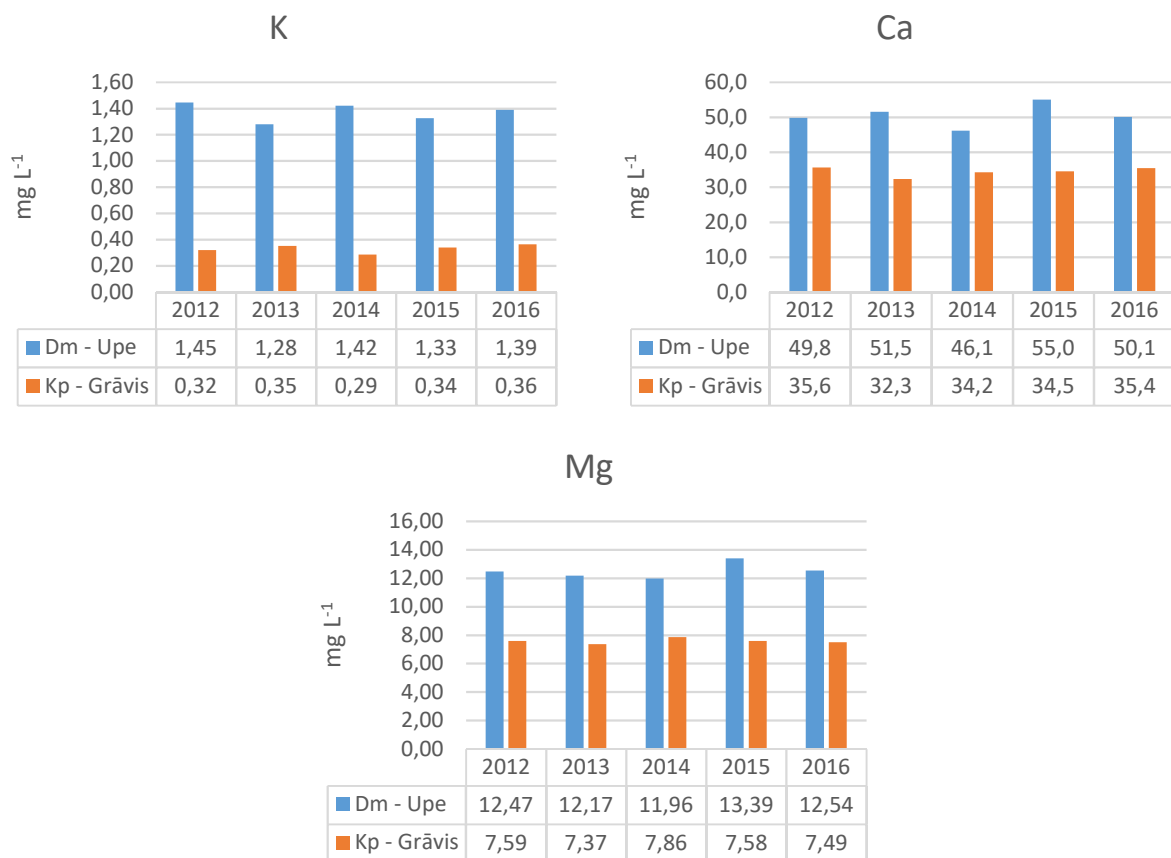 K
mg L-1
1,60
1,40
1,20
1,00
0,80
0,60
0,40
0,20
0,00
2012 2013 2014 2015 2016
Dm - Upe 1,45 1,28 1,42 1,33 1,39
Kp - Grāvis 0,32 0,35 0,29 0,34 0,36
Ca
mg L-1
60,0
50,0
40,0
30,0
20,0
10,0
0,0
2012 2013 2014 2015 2016
Dm - Upe 49,8 51,5 46,1 55,0 50,1
Kp - Grāvis 35,6 32,3 34,2 34,5 35,4
Mg
mg L-1
16,00
14,00
12,00
10,00
8,00
6,00
4,00
2,00
0,00
2012 2013 2014 2015 2016
Dm - Upe 12,47 12,17 11,96 13,39 12,54
Kp - Grāvis 7,59 7,37 7,86 7,58 7,49